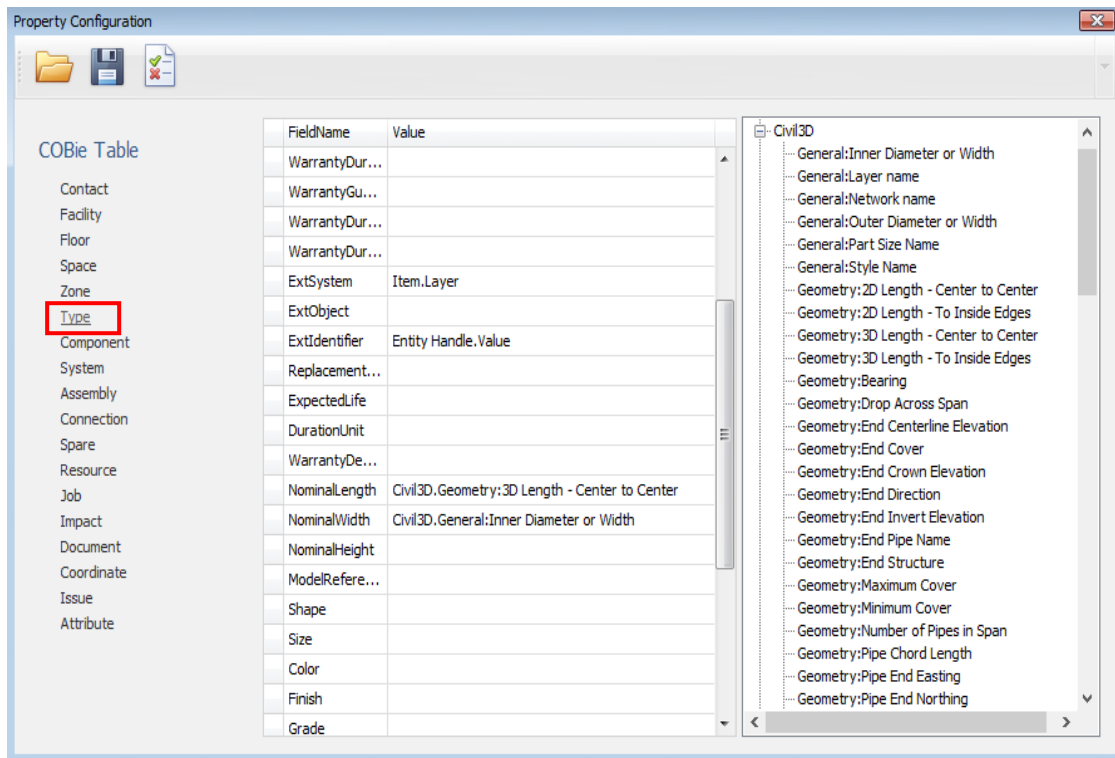 Property Configuration
COBie Table
Contact
Facility
Floor
Space
Zone
Type
Component
System
Assembly
Connection
Spare
Resource
Job
Impact
Document
Coordinate
Issue
Attribute
FieldName Value
WarrantyDur...
WarrantyGu...
WarrantyDur...
WarrantyDur...
ExtSystem Item.Layer
ExtObject
ExtIdentifier Entity Handle.Value
Replacement...
ExpectedLife
DurationUnit
WarrantyDe...
NominalLength Civil3D.Geometry:3D Length - Center to Center
NominalWidth Civil3D.General:Inner Diameter or Width
NominalHeight
ModelRefere...
Shape
Size
Color
Finish
Grade
Civil3D
General:Inner Diameter or Width
General:Layer name
General:Network name
General:Outer Diameter or Width
General:Part Size Name
General:Style Name
Geometry:2D Length - Center to Center
Geometry:2D Length - To Inside Edges
Geometry:3D Length - Center to Center
Geometry:3D Length - To Inside Edges
Geometry:Bearing
Geometry:Drop Across Span
Geometry:End Centerline Elevation
Geometry:End Cover
Geometry:End Crown Elevation
Geometry:End Direction
Geometry:End Invert Elevation
Geometry:End Pipe Name
Geometry:End Structure
Geometry:Maximum Cover
Geometry:Minimum Cover
Geometry:Number of Pipes in Span
Geometry:Pipe Chord Length
Geometry:Pipe End Easting
Geometry:Pipe End Northing